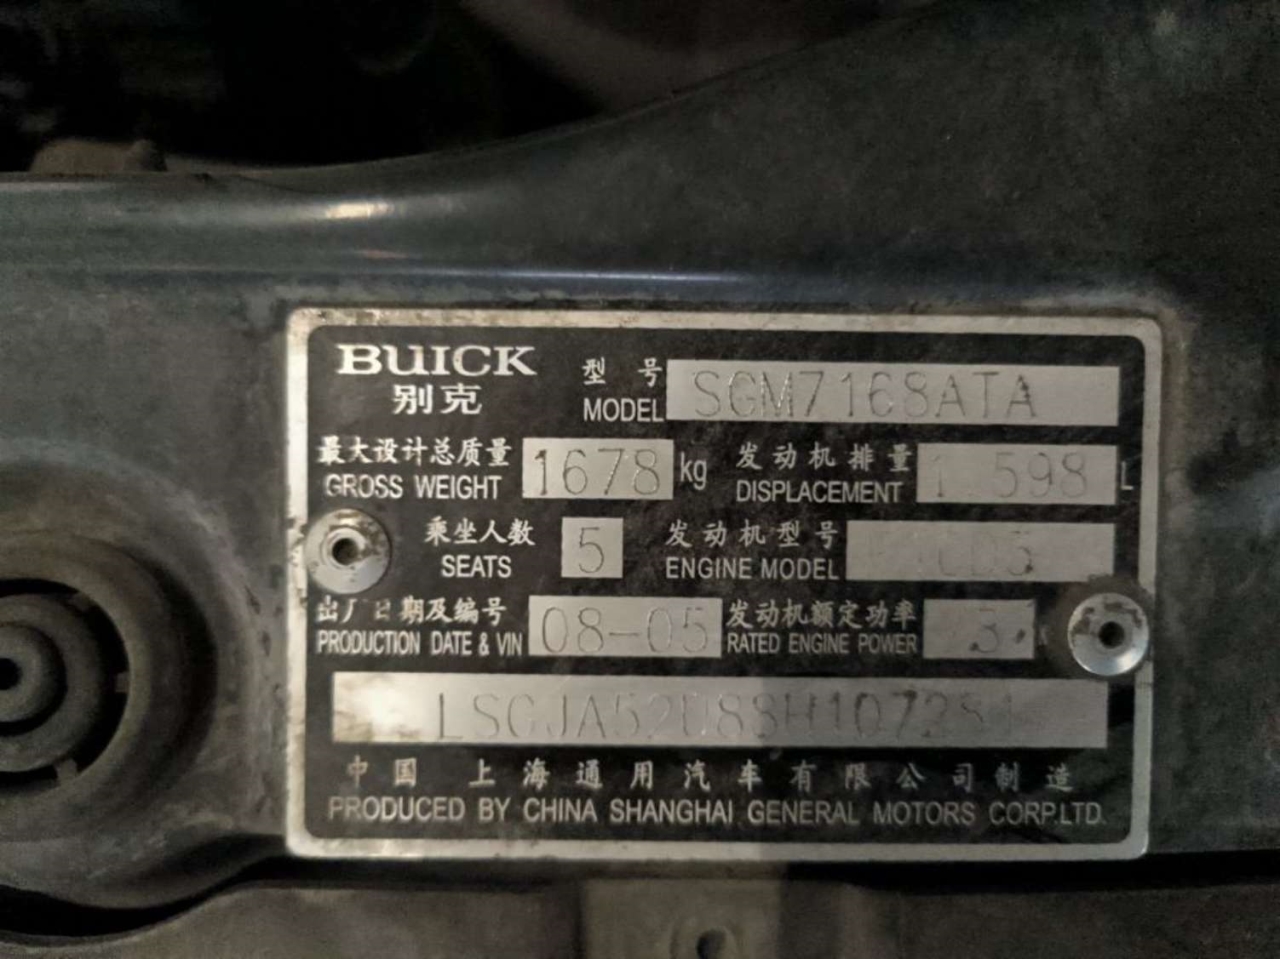 BUICK
别克
型 号
MODEL
SGM7168ATA
最大设计总质量
GROSS WEIGHT
1678
kg
发动机排量
DISPLACEMENT
1.598
L
乘坐人数
SEATS
5
发动机型号
ENGINE MODEL
出厂日期及编号
PRODUCTION DATE & VIN
08-05
发动机额定功率
RATED ENGINE POWER
中国 上海通用汽车有限公司制造
PRODUCED BY CHINA SHANGHAI GENERAL MOTORS CORP.LTD.